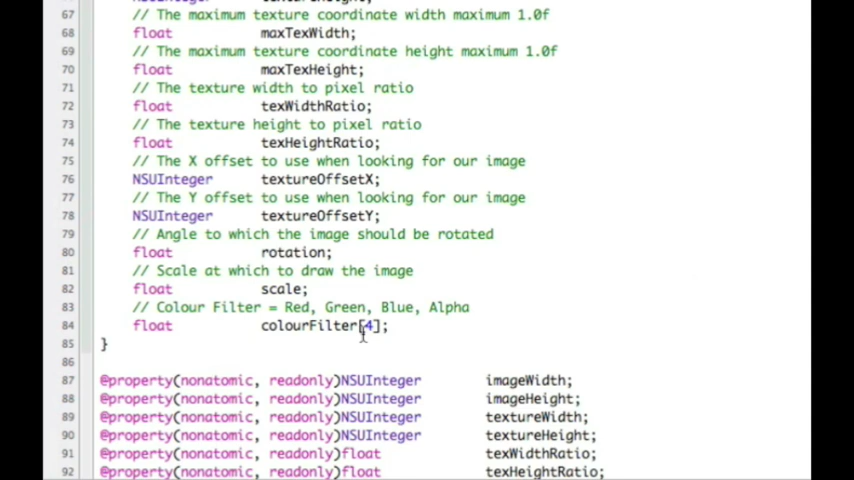 67 // The maximum texture coordinate width maximum 1.0f
68 float maxTexWidth;
69 // The maximum texture coordinate height maximum 1.0f
70 float maxTexHeight;
71 // The texture width to pixel ratio
72 float texWidthRatio;
73 // The texture height to pixel ratio
74 float texHeightRatio;
75 // The X offset to use when looking for our image
76 NSUInteger textureOffsetX;
77 // The Y offset to use when looking for our image
78 NSUInteger textureOffsetY;
79 // Angle to which the image should be rotated
80 float rotation;
81 // Scale at which to draw the image
82 float scale;
83 // Colour Filter = Red, Green, Blue, Alpha
84 float colourFilter[4];
85 }
86
87 @property(nonatomic, readonly)NSUInteger imageWidth;
88 @property(nonatomic, readonly)NSUInteger imageHeight;
89 @property(nonatomic, readonly)NSUInteger textureWidth;
90 @property(nonatomic, readonly)NSUInteger textureHeight;
91 @property(nonatomic, readonly)float texWidthRatio;
92 @property(nonatomic, readonly)float texHeightRatio;